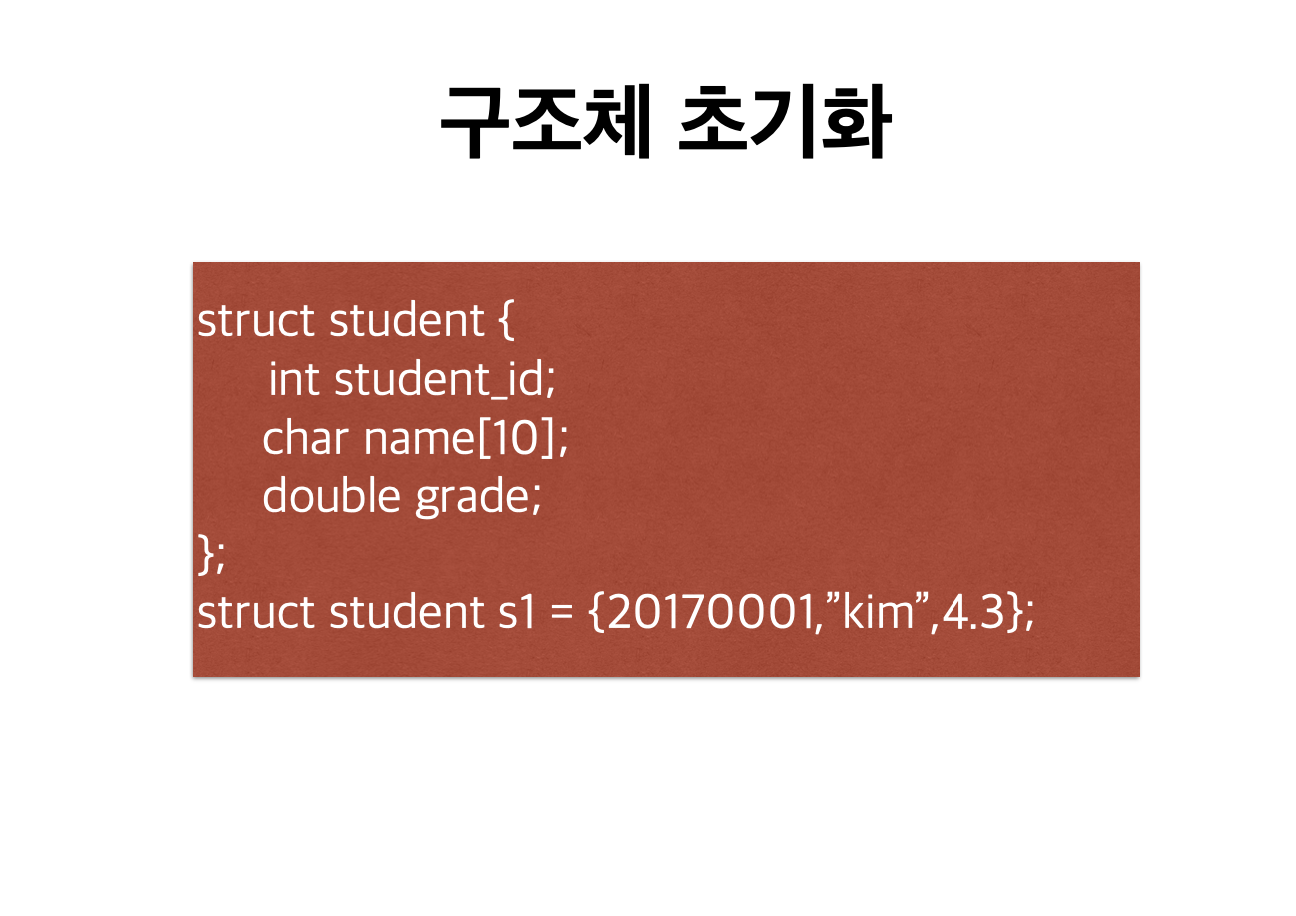 구조체 초기화
struct student {
int student_id;
char name[10];
double grade;
};
struct student s1 = {20170001,”kim”,4.3};